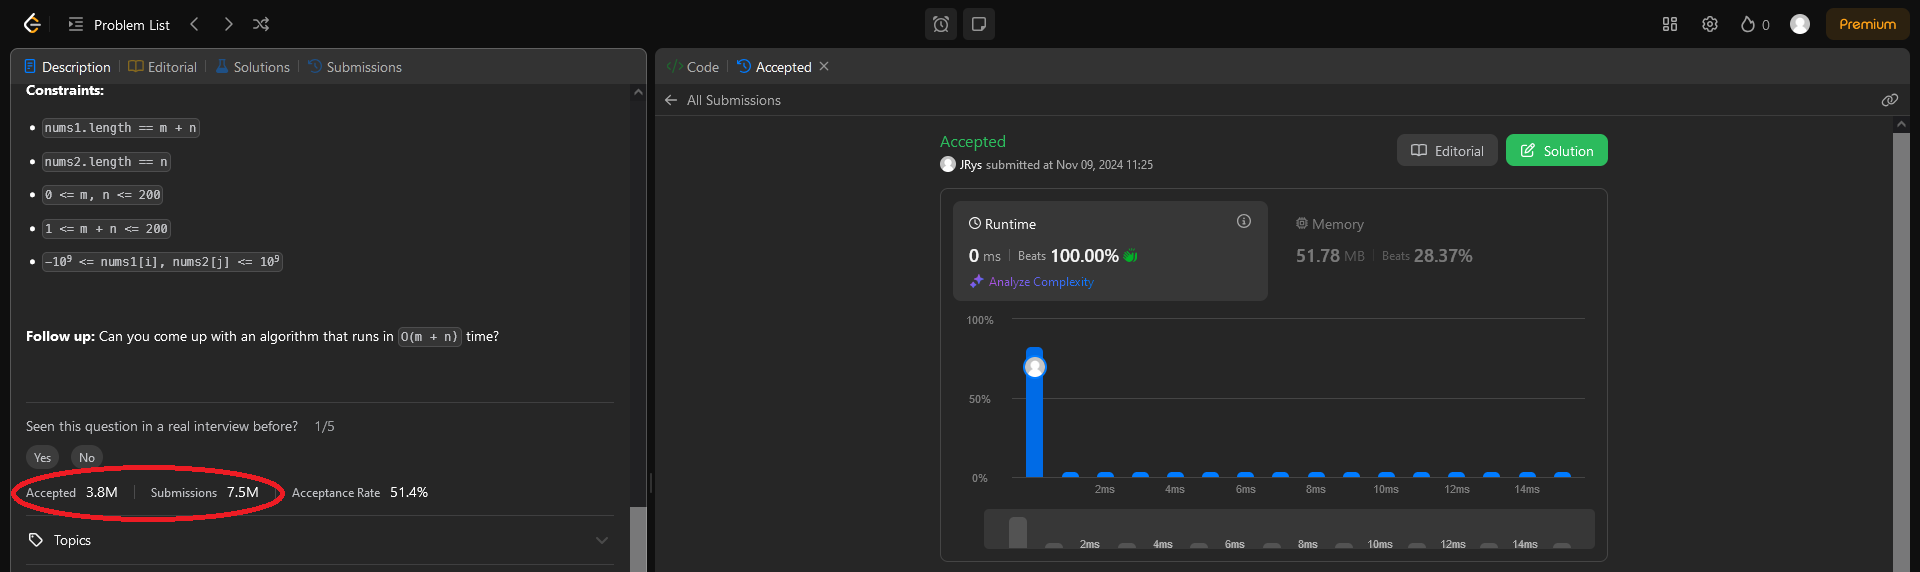 Problem List
0
Premium
Description
Editorial
Solutions
Submissions
Constraints:
nums1.length == m + n
nums2.length == n
0 <= m, n <= 200
1 <= m + n <= 200
-10⁹ <= nums1[i], nums2[j] <= 10⁹
Follow up: Can you come up with an algorithm that runs in O(m + n) time?
Seen this question in a real interview before? 1/5
Yes No
Accepted 3.8M Submissions 7.5M Acceptance Rate 51.4%
Topics
</> Code
Accepted
All Submissions
Accepted
JRys submitted at Nov 09, 2024 11:25
Editorial
Solution
Runtime
0 ms Beats 100.00%
Analyze Complexity
Memory
51.78 MB Beats 28.37%
100%
50%
0%
2ms 4ms 6ms 8ms 10ms 12ms 14ms
2ms 4ms 6ms 8ms 10ms 12ms 14ms